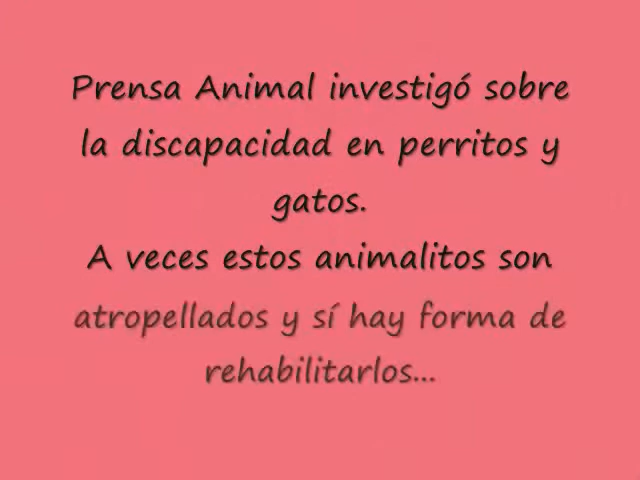 Prensa Animal investigó sobre
la discapacidad en perritos y
gatos.
A veces estos animalitos son
atropellados y sí hay forma de
rehabilitarlos...